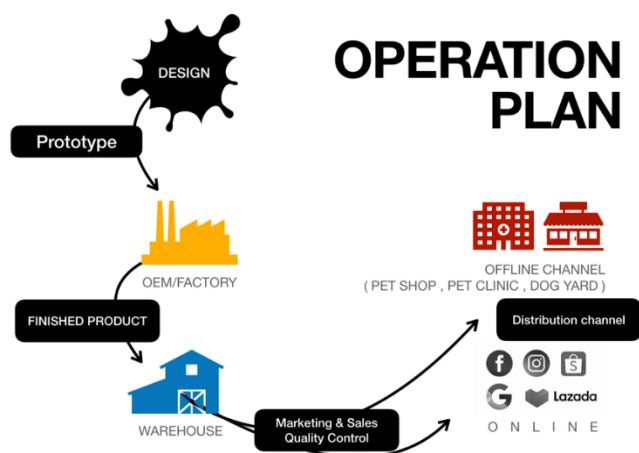 DESIGN
OPERATION
PLAN
Prototype
OEM/FACTORY
OFFLINE CHANNEL
( PET SHOP , PET CLINIC , DOG YARD )
FINISHED PRODUCT
Distribution channel
f
S
G
Lazada
WAREHOUSE
Marketing & Sales
Quality Control
ONLINE